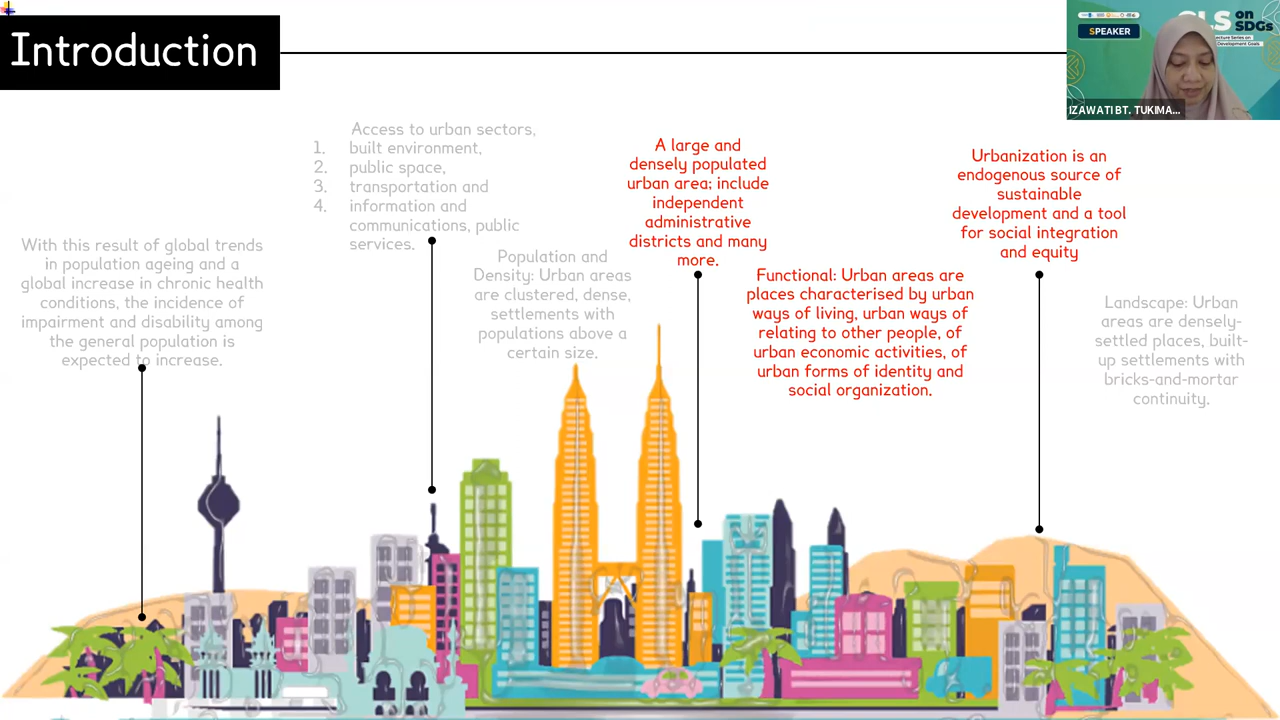 Introduction
GLS on
SDGs
ecture Series on
Development Goals
SPEAKER
IZAWATI BT. TUKIMA...
With this result of global trends
in population ageing and a
global increase in chronic health
conditions, the incidence of
impairment and disability among
the general population is
expected to increase.
Access to urban sectors,
1. built environment,
2. public space,
3. transportation and
4. information and
communications, public
services.
Population and
Density: Urban areas
are clustered, dense,
settlements with
populations above a
certain size.
A large and
densely populated
urban area; include
independent
administrative
districts and many
more.
Functional: Urban areas are
places characterised by urban
ways of living, urban ways of
relating to other people, of
urban economic activities, of
urban forms of identity and
social organization.
Urbanization is an
endogenous source of
sustainable
development and a tool
for social integration
and equity
Landscape: Urban
areas are densely-
settled places, built-
up settlements with
bricks-and-mortar
continuity.